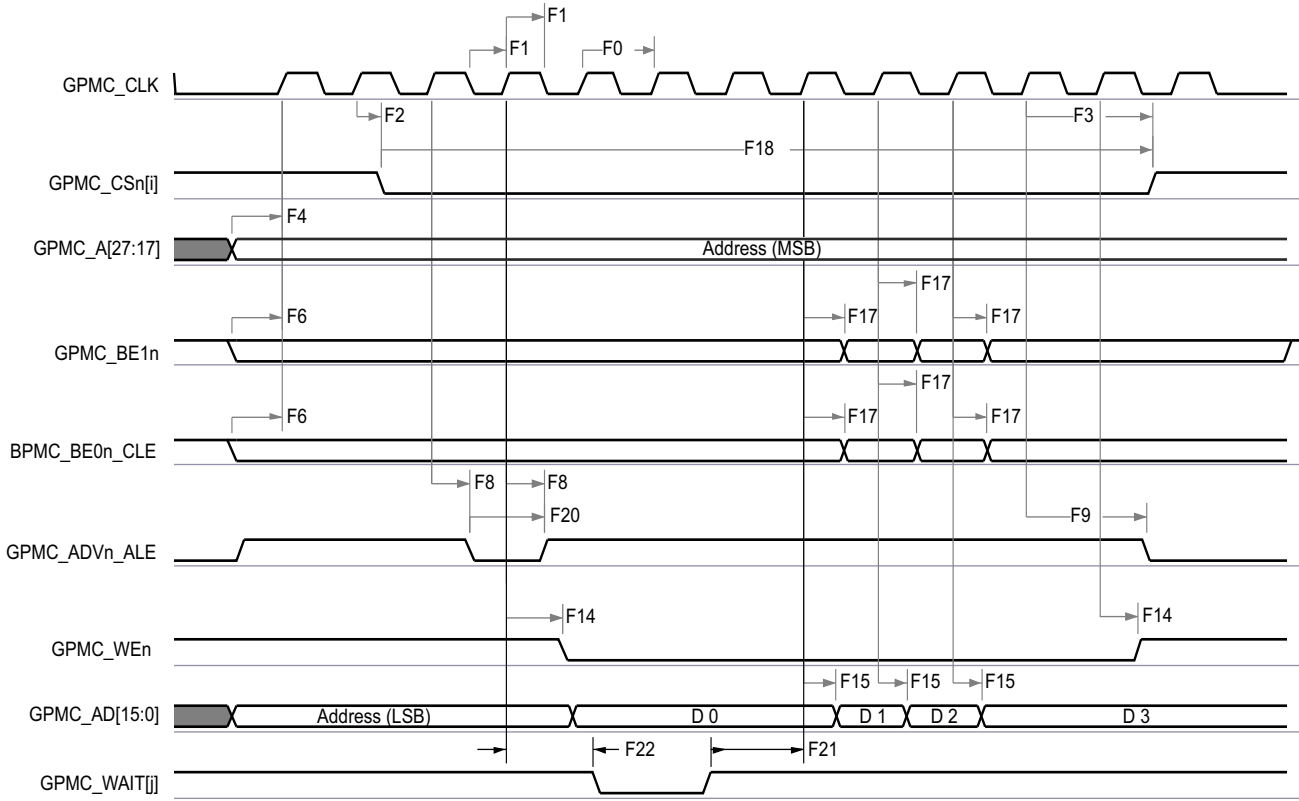 F1
F1 F0
GPMC_CLK
F2 F3
F18
GPMC_CSn[i]
F4
GPMC_A[27:17] Address (MSB)
F17
F6 F17 F17
GPMC_BE1n
F17
F6 F17 F17
BPMC_BE0n_CLE
F8 F8
F20 F9
GPMC_ADVn_ALE
F14 F14
GPMC_WEn
F15 F15 F15
GPMC_AD[15:0] Address (LSB) D 0 D 1 D 2 D 3
F22 F21
GPMC_WAIT[j]